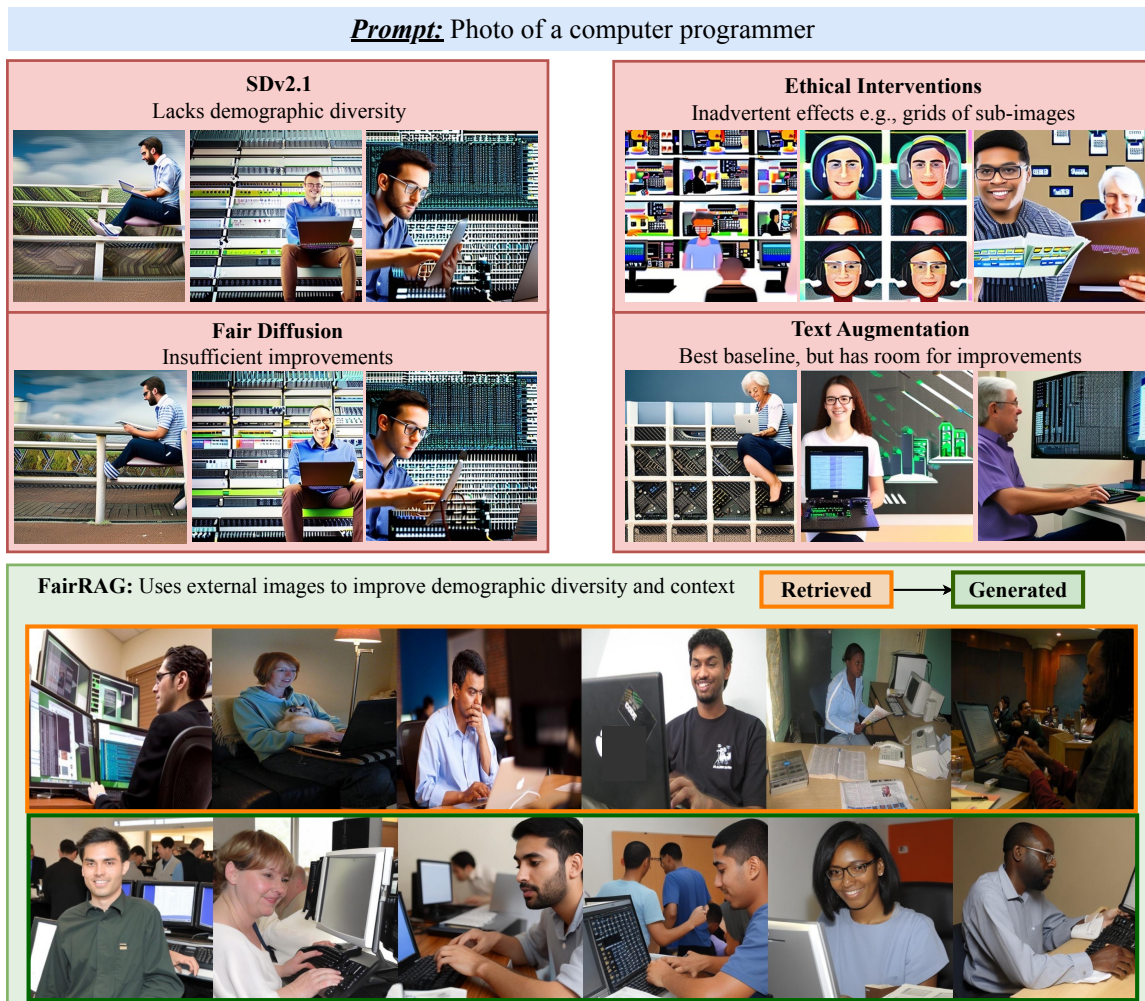 Prompt: Photo of a computer programmer
SDv2.1
Lacks demographic diversity
Ethical Interventions
Inadvertent effects e.g., grids of sub-images
Fair Diffusion
Insufficient improvements
Text Augmentation
Best baseline, but has room for improvements
FairRAG: Uses external images to improve demographic diversity and context
Retrieved
Generated